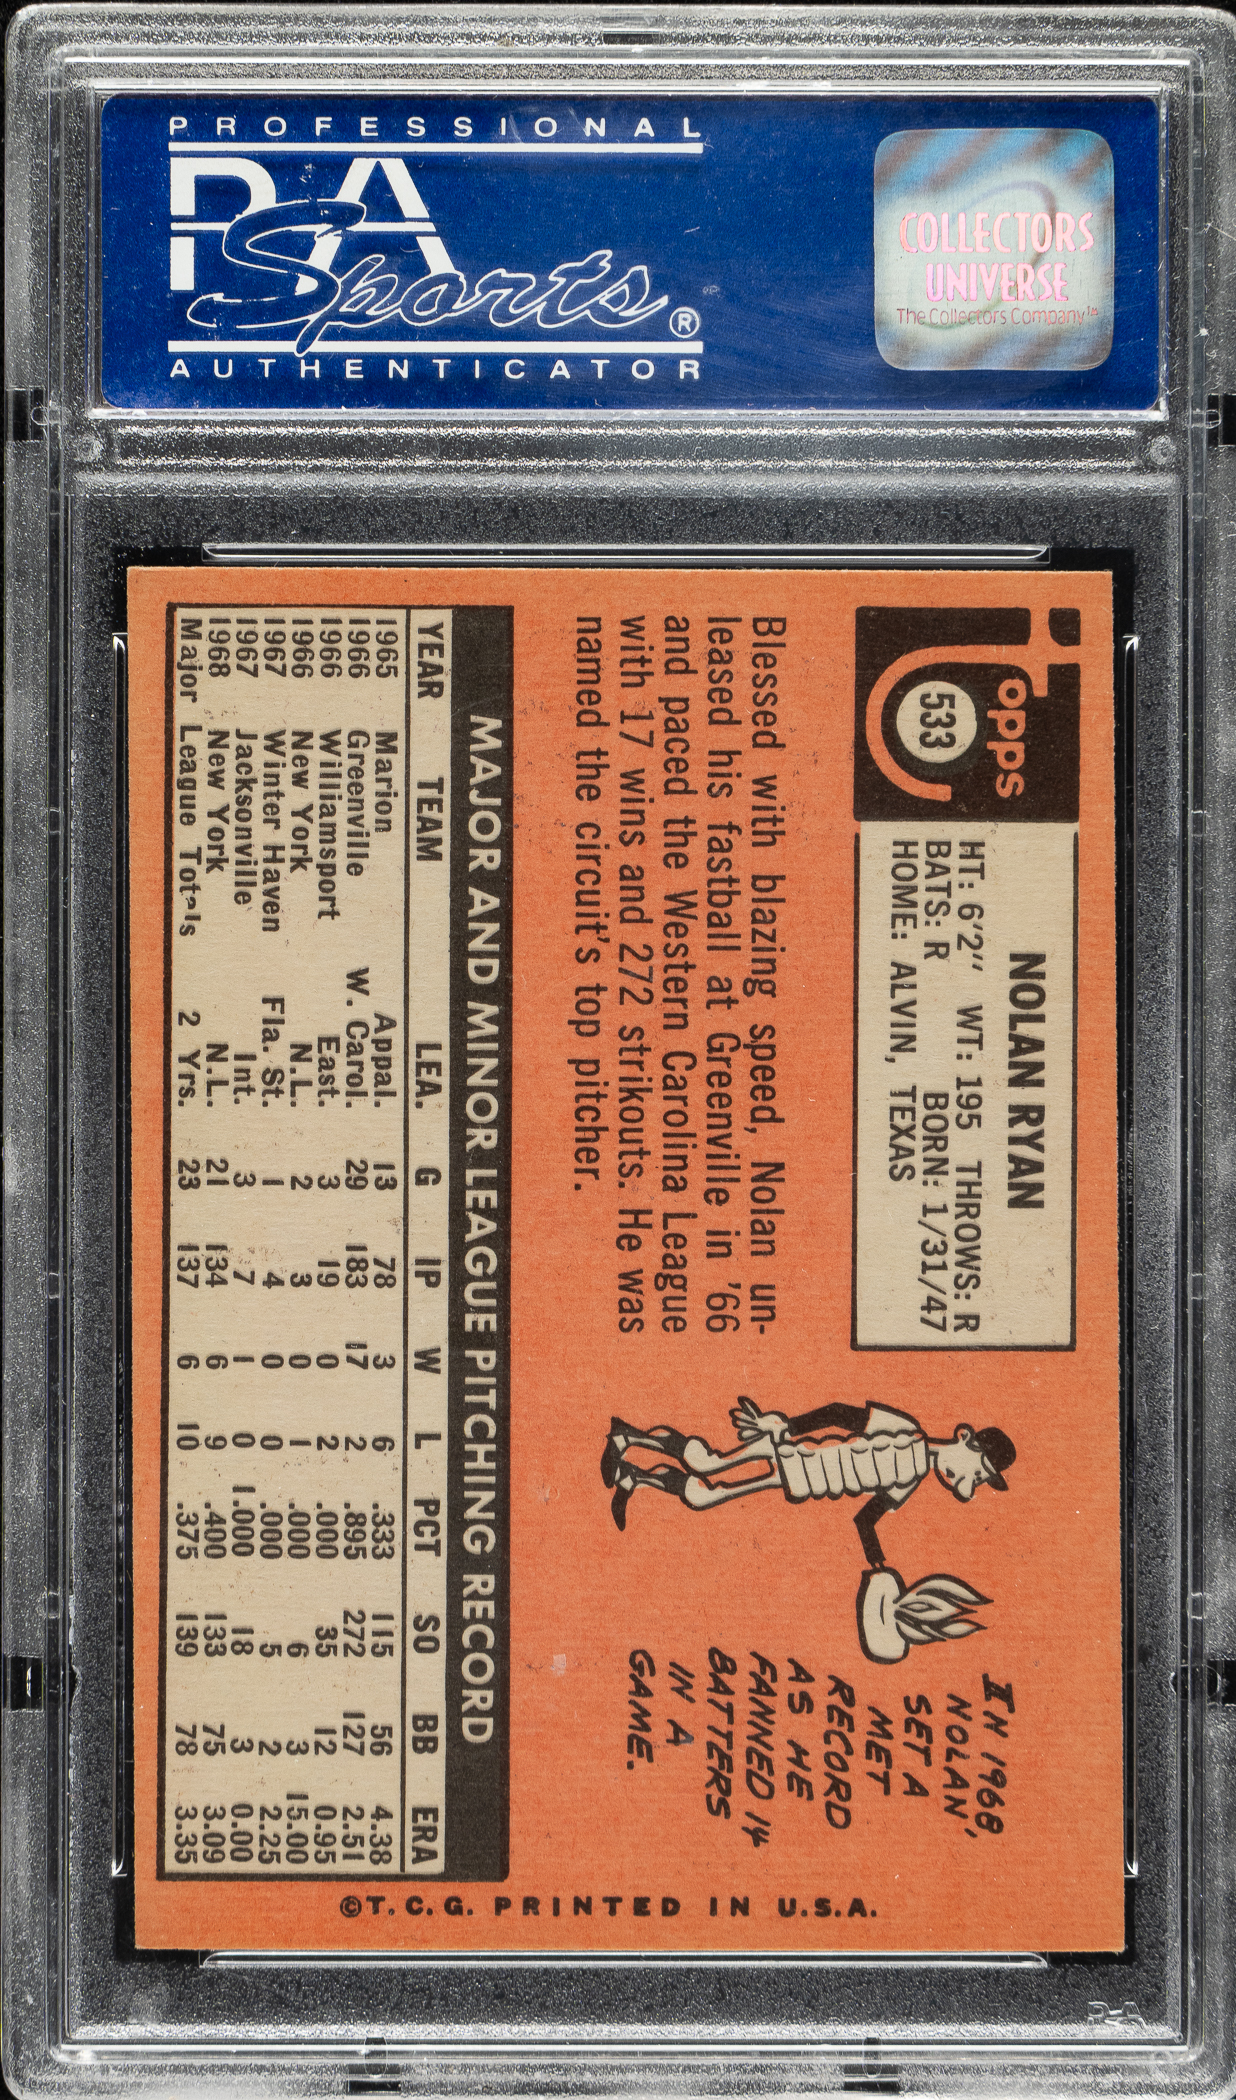 PROFESSIONAL
PSA
Sports®
AUTHENTICATOR
COLLECTORS
UNIVERSE
The Collectors Company™
Topps
533
NOLAN RYAN
HT: 6'2" WT: 195 THROWS: R
BATS: R BORN: 1/31/47
HOME: ALVIN, TEXAS
Blessed with blazing speed, Nolan un-
leased his fastball at Greenville in '66
and paced the Western Carolina League
with 17 wins and 272 strikouts. He was
named the circuit's top pitcher.
IN 1968,
NOLAN
SET A
MET
RECORD
AS HE
FANNED 14
BATTERS
IN A
GAME.
MAJOR AND MINOR LEAGUE PITCHING RECORD
YEAR TEAM LEA. G IP W L PCT SO BB ERA
1965 Marion Appal. 13 78 3 6 .333 115 56 4.38
1966 Greenville W. Carol. 29 183 17 2 .895 272 127 2.51
1966 Williamsport East. 3 19 0 2 .000 35 12 0.95
1966 New York N.L. 2 3 0 1 .000 6 3 15.00
1967 Winter Haven Fla. St. 1 4 0 0 .000 5 2 2.25
1967 Jacksonville Int. 3 7 1 0 1.000 18 3 0.00
1968 New York N.L. 21 134 6 9 .400 133 75 3.09
Major League Totals 2 Yrs. 23 137 6 10 .375 139 78 3.35
©T.C.G. PRINTED IN U.S.A.
PSA